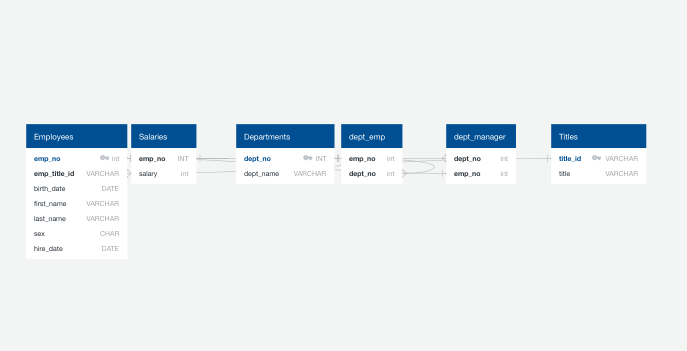 Employees
emp_no int
emp_title_id VARCHAR
birth_date DATE
first_name VARCHAR
last_name VARCHAR
sex CHAR
hire_date DATE
Salaries
emp_no INT
salary int
Departments
dept_no INT
dept_name VARCHAR
dept_emp
emp_no int
dept_no int
dept_manager
dept_no int
emp_no int
Titles
title_id VARCHAR
title VARCHAR